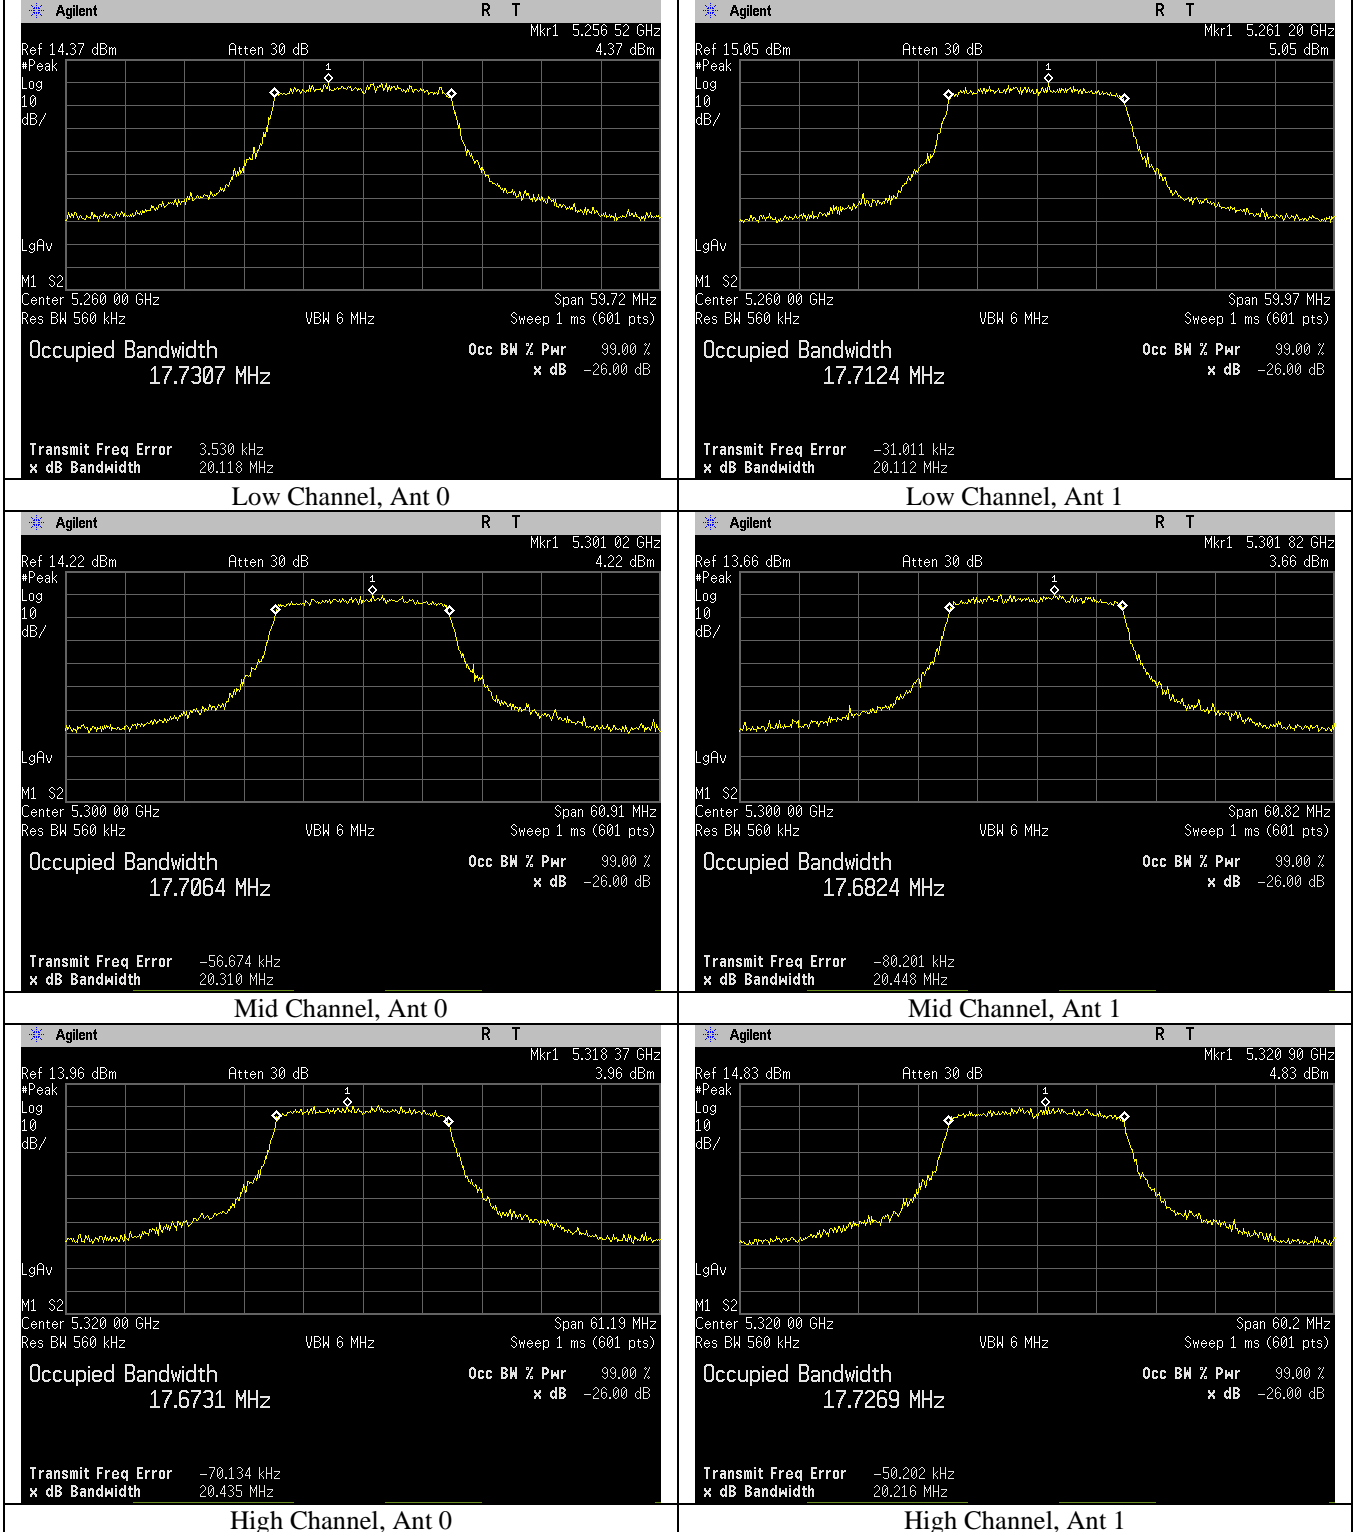 Agilent R T
Mkr1 5.256 52 GHz
Ref 14.37 dBm Atten 30 dB 4.37 dBm
#Peak
1
Log
10
dB/
LgAv
M1 S2
Center 5.260 00 GHz Span 59.72 MHz
Res BW 560 kHz VBW 6 MHz Sweep 1 ms (601 pts)
Occupied Bandwidth Occ BW % Pwr 99.00 %
17.7307 MHz x dB -26.00 dB
Transmit Freq Error 3.530 kHz
x dB Bandwidth 20.118 MHz
Low Channel, Ant 0
Agilent R T
Mkr1 5.261 20 GHz
Ref 15.05 dBm Atten 30 dB 5.05 dBm
#Peak
1
Log
10
dB/
LgAv
M1 S2
Center 5.260 00 GHz Span 59.97 MHz
Res BW 560 kHz VBW 6 MHz Sweep 1 ms (601 pts)
Occupied Bandwidth Occ BW % Pwr 99.00 %
17.7124 MHz x dB -26.00 dB
Transmit Freq Error -31.011 kHz
x dB Bandwidth 20.112 MHz
Low Channel, Ant 1
Agilent R T
Mkr1 5.301 02 GHz
Ref 14.22 dBm Atten 30 dB 4.22 dBm
#Peak
1
Log
10
dB/
LgAv
M1 S2
Center 5.300 00 GHz Span 60.91 MHz
Res BW 560 kHz VBW 6 MHz Sweep 1 ms (601 pts)
Occupied Bandwidth Occ BW % Pwr 99.00 %
17.7064 MHz x dB -26.00 dB
Transmit Freq Error -56.674 kHz
x dB Bandwidth 20.310 MHz
Mid Channel, Ant 0
Agilent R T
Mkr1 5.301 82 GHz
Ref 13.66 dBm Atten 30 dB 3.66 dBm
#Peak
1
Log
10
dB/
LgAv
M1 S2
Center 5.300 00 GHz Span 60.82 MHz
Res BW 560 kHz VBW 6 MHz Sweep 1 ms (601 pts)
Occupied Bandwidth Occ BW % Pwr 99.00 %
17.6824 MHz x dB -26.00 dB
Transmit Freq Error -80.201 kHz
x dB Bandwidth 20.448 MHz
Mid Channel, Ant 1
Agilent R T
Mkr1 5.318 37 GHz
Ref 13.96 dBm Atten 30 dB 3.96 dBm
#Peak
1
Log
10
dB/
LgAv
M1 S2
Center 5.320 00 GHz Span 61.19 MHz
Res BW 560 kHz VBW 6 MHz Sweep 1 ms (601 pts)
Occupied Bandwidth Occ BW % Pwr 99.00 %
17.6731 MHz x dB -26.00 dB
Transmit Freq Error -70.134 kHz
x dB Bandwidth 20.435 MHz
High Channel, Ant 0
Agilent R T
Mkr1 5.320 90 GHz
Ref 14.83 dBm Atten 30 dB 4.83 dBm
#Peak
1
Log
10
dB/
LgAv
M1 S2
Center 5.320 00 GHz Span 60.2 MHz
Res BW 560 kHz VBW 6 MHz Sweep 1 ms (601 pts)
Occupied Bandwidth Occ BW % Pwr 99.00 %
17.7269 MHz x dB -26.00 dB
Transmit Freq Error -50.202 kHz
x dB Bandwidth 20.216 MHz
High Channel, Ant 1